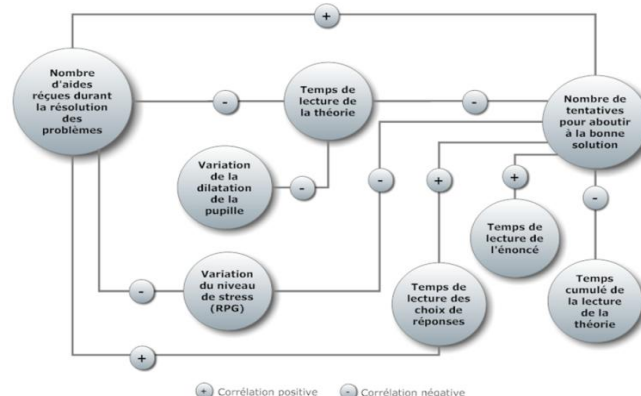 +
Nombre
d'aides
réçues durant
la résolution
des
problèmes
-
Temps de
lecture de
la théorie
-
Nombre de
tentatives
pour aboutir
à la bonne
solution
Variation
de la
dilatation
de la
pupille
-
-
+
+
-
Temps
de lecture
de
l'énoncé
-
Variation
du niveau
de stress
(RPG)
Temps de
lecture des
choix de
réponses
Temps
cumulé de
la lecture
de la
théorie
+
+ Corrélation positive
- Corrélation négative